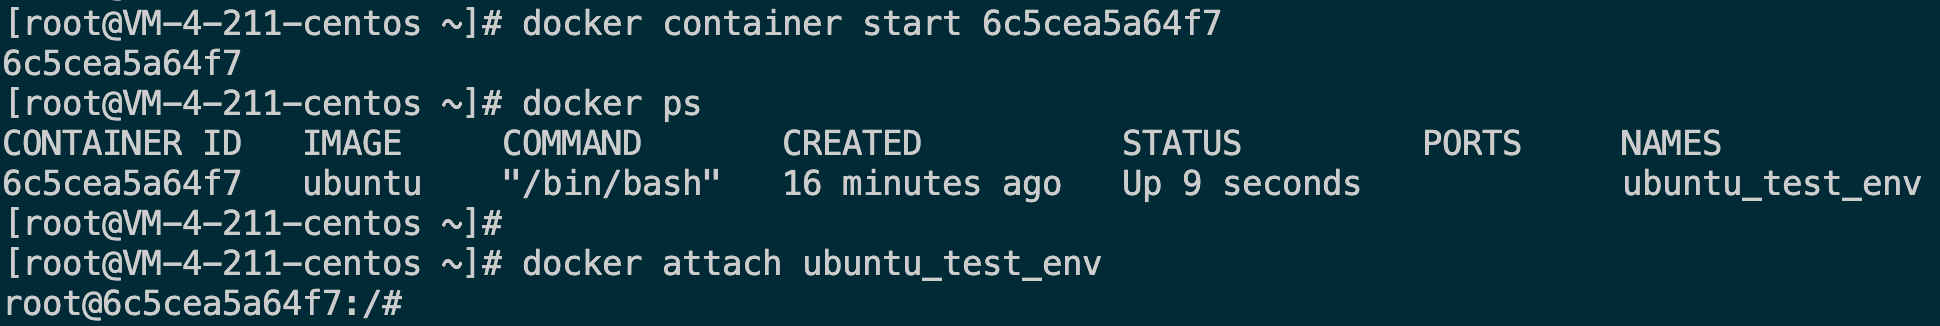 [root@VM-4-211-centos ~]# docker container start 6c5cea5a64f7
6c5cea5a64f7
[root@VM-4-211-centos ~]# docker ps
CONTAINER ID   IMAGE     COMMAND       CREATED          STATUS         PORTS     NAMES
6c5cea5a64f7   ubuntu    "/bin/bash"   16 minutes ago   Up 9 seconds             ubuntu_test_env
[root@VM-4-211-centos ~]#
[root@VM-4-211-centos ~]# docker attach ubuntu_test_env
root@6c5cea5a64f7:/#